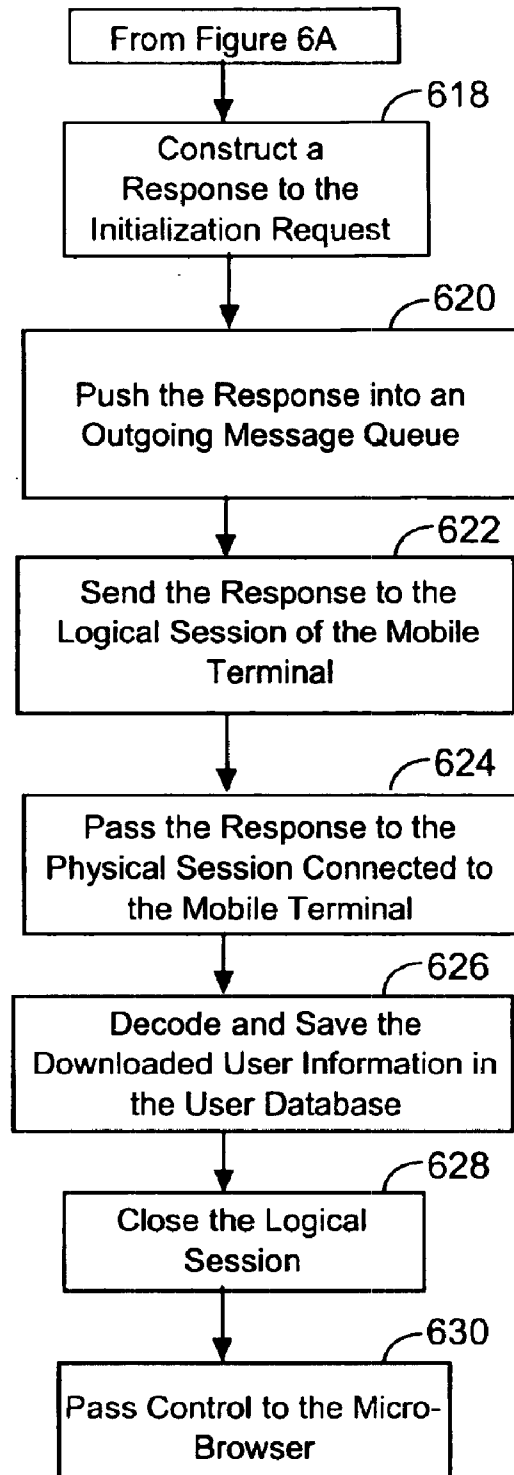 From Figure 6A
618
Construct a
Response to the
Initialization Request
620
Push the Response into an
Outgoing Message Queue
622
Send the Response to the
Logical Session of the Mobile
Terminal
624
Pass the Response to the
Physical Session Connected to
the Mobile Terminal
626
Decode and Save the
Downloaded User Information in
the User Database
628
Close the Logical
Session
630
Pass Control to the Micro-
Browser